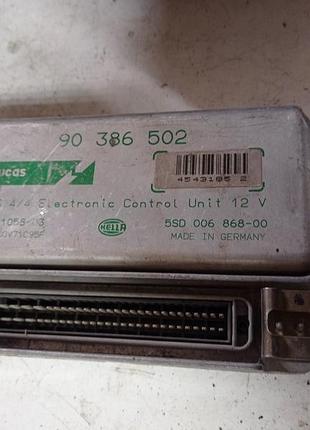 90 386 502
ucas
4543185 2
4/4 Electronic Control Unit 12 V
HELLA
5SD 006 868-00
MADE IN GERMANY